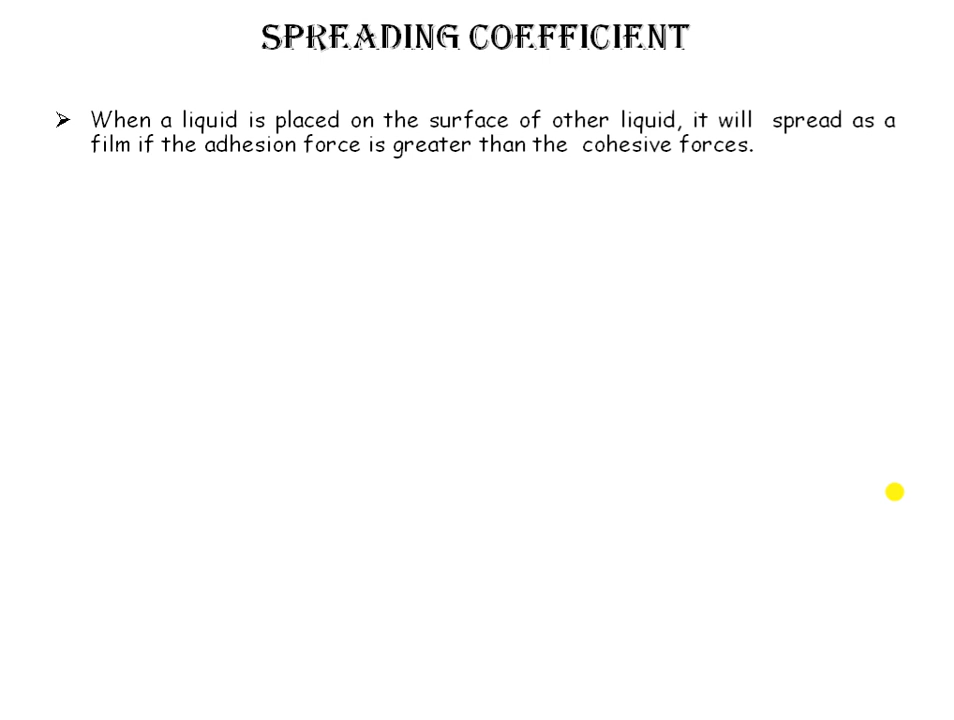 SPREADING COEFFICIENT
➢ When a liquid is placed on the surface of other liquid, it will spread as a
film if the adhesion force is greater than the cohesive forces.